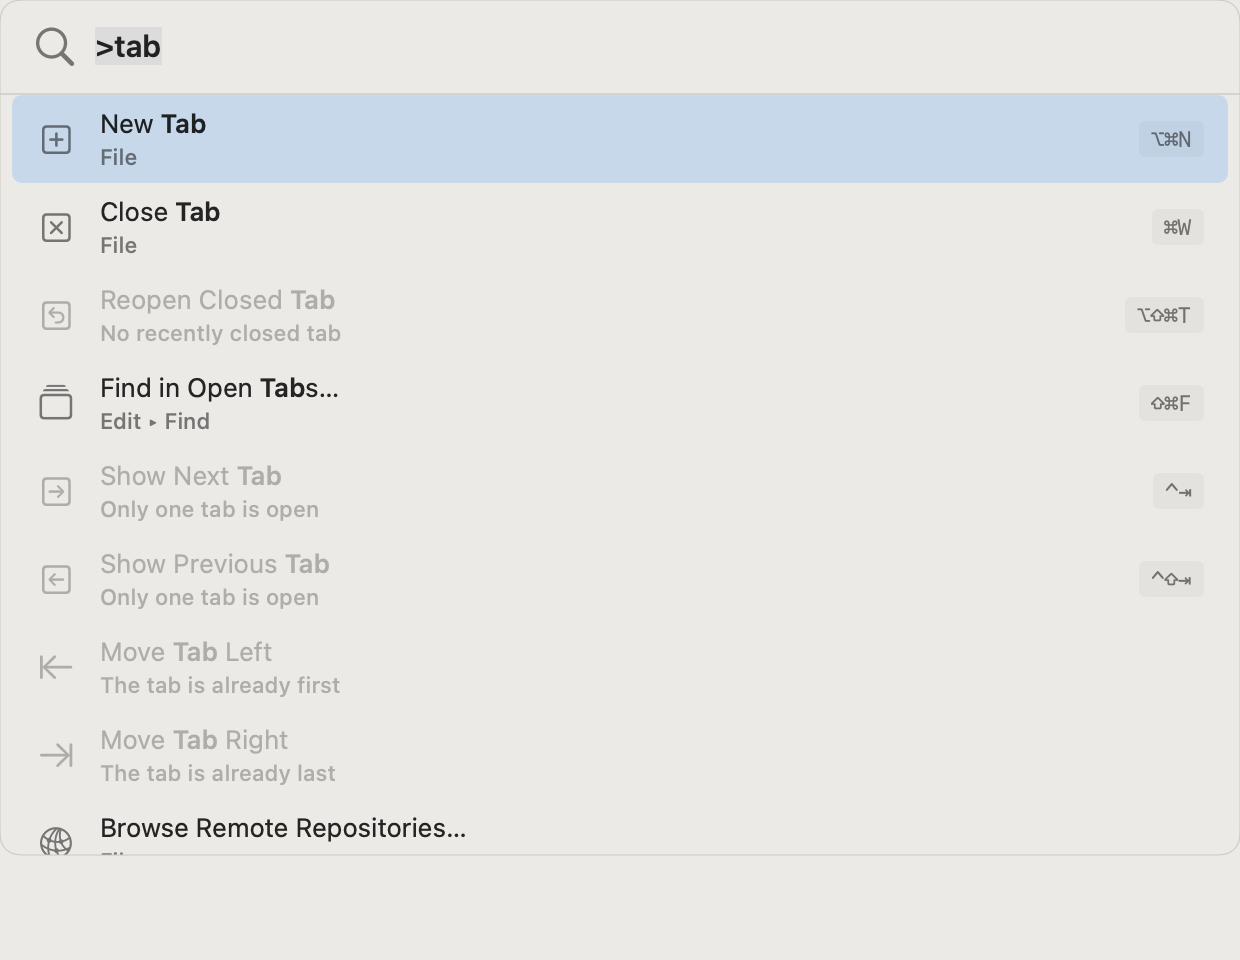 >tab
New Tab
File
⌥⌘N
Close Tab
File
⌘W
Reopen Closed Tab
No recently closed tab
⌥⇧⌘T
Find in Open Tabs...
Edit ▸ Find
⇧⌘F
Show Next Tab
Only one tab is open
^⇥
Show Previous Tab
Only one tab is open
^⇧⇥
Move Tab Left
The tab is already first
Move Tab Right
The tab is already last
Browse Remote Repositories...